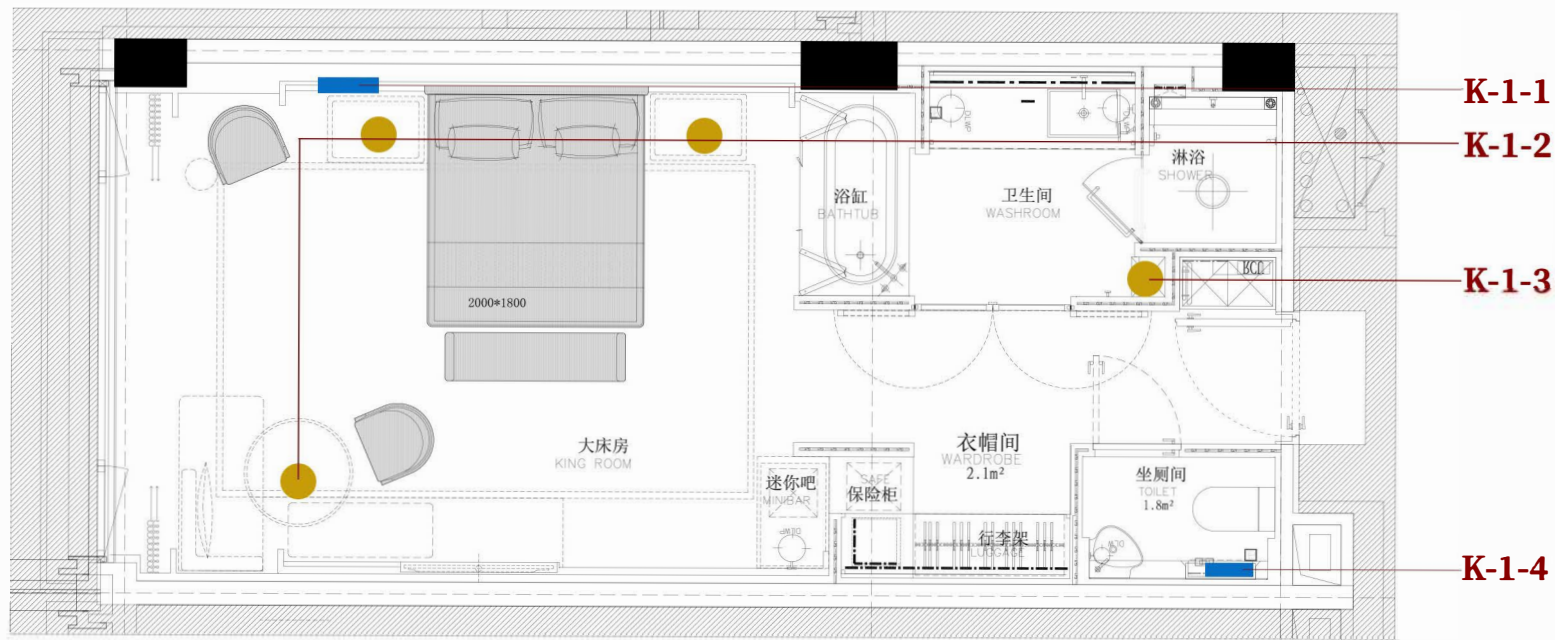 K-1-1
K-1-2
淋浴
SHOWER
浴缸
BATHTUB
卫生间
WASHROOM
K-1-3
2000*1800
大床房
KING ROOM
衣帽间
WARDROBE
2.1m²
迷你吧
MINIBAR
SAFE
保险柜
坐厕间
TOILET
1.8m²
行李架
LUGGAGE
K-1-4